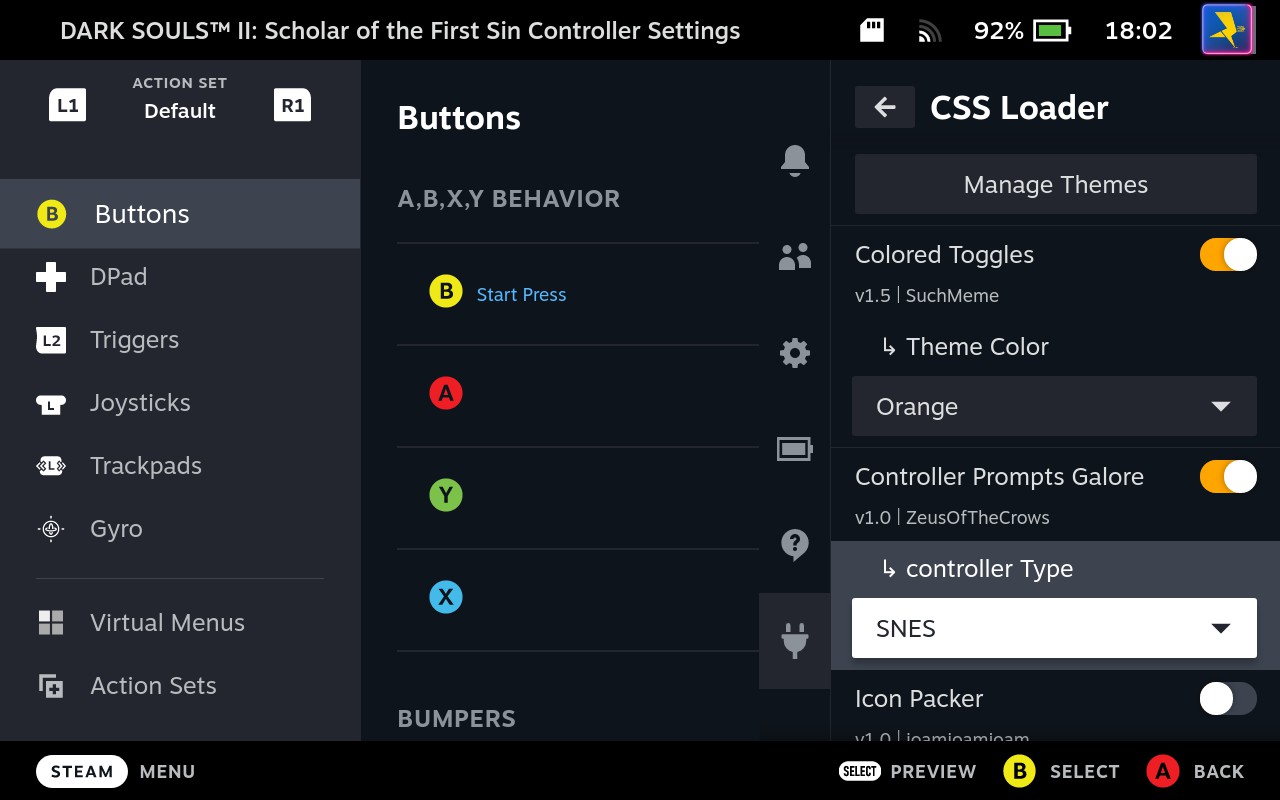 DARK SOULS™ II: Scholar of the First Sin Controller Settings
92%
18:02
L1
ACTION SET
Default
R1
B Buttons
DPad
L2 Triggers
L Joysticks
L Trackpads
Gyro
Virtual Menus
Action Sets
Buttons
A,B,X,Y BEHAVIOR
B Start Press
A
Y
X
BUMPERS
CSS Loader
Manage Themes
Colored Toggles
v1.5 | SuchMeme
↳ Theme Color
Orange
Controller Prompts Galore
v1.0 | ZeusOfTheCrows
↳ controller Type
SNES
Icon Packer
v1.0 | joamjoamjoam
STEAM MENU
SELECT PREVIEW
B SELECT
A BACK